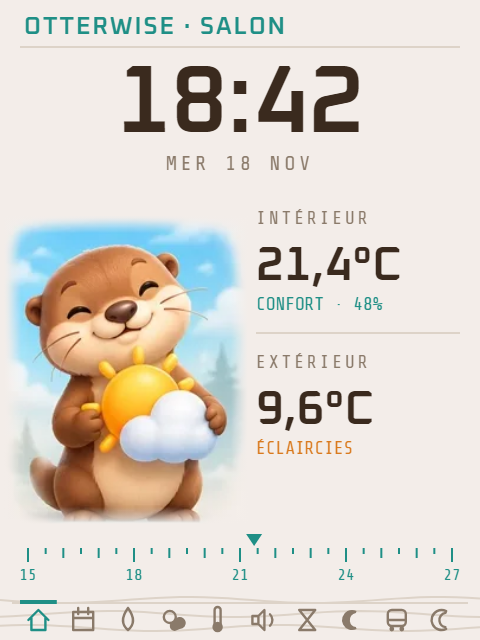 OTTERWISE · SALON
18:42
MER 18 NOV
INTÉRIEUR
21,4°C
CONFORT · 48%
EXTÉRIEUR
9,6°C
ÉCLAIRCIES
15 18 21 24 27